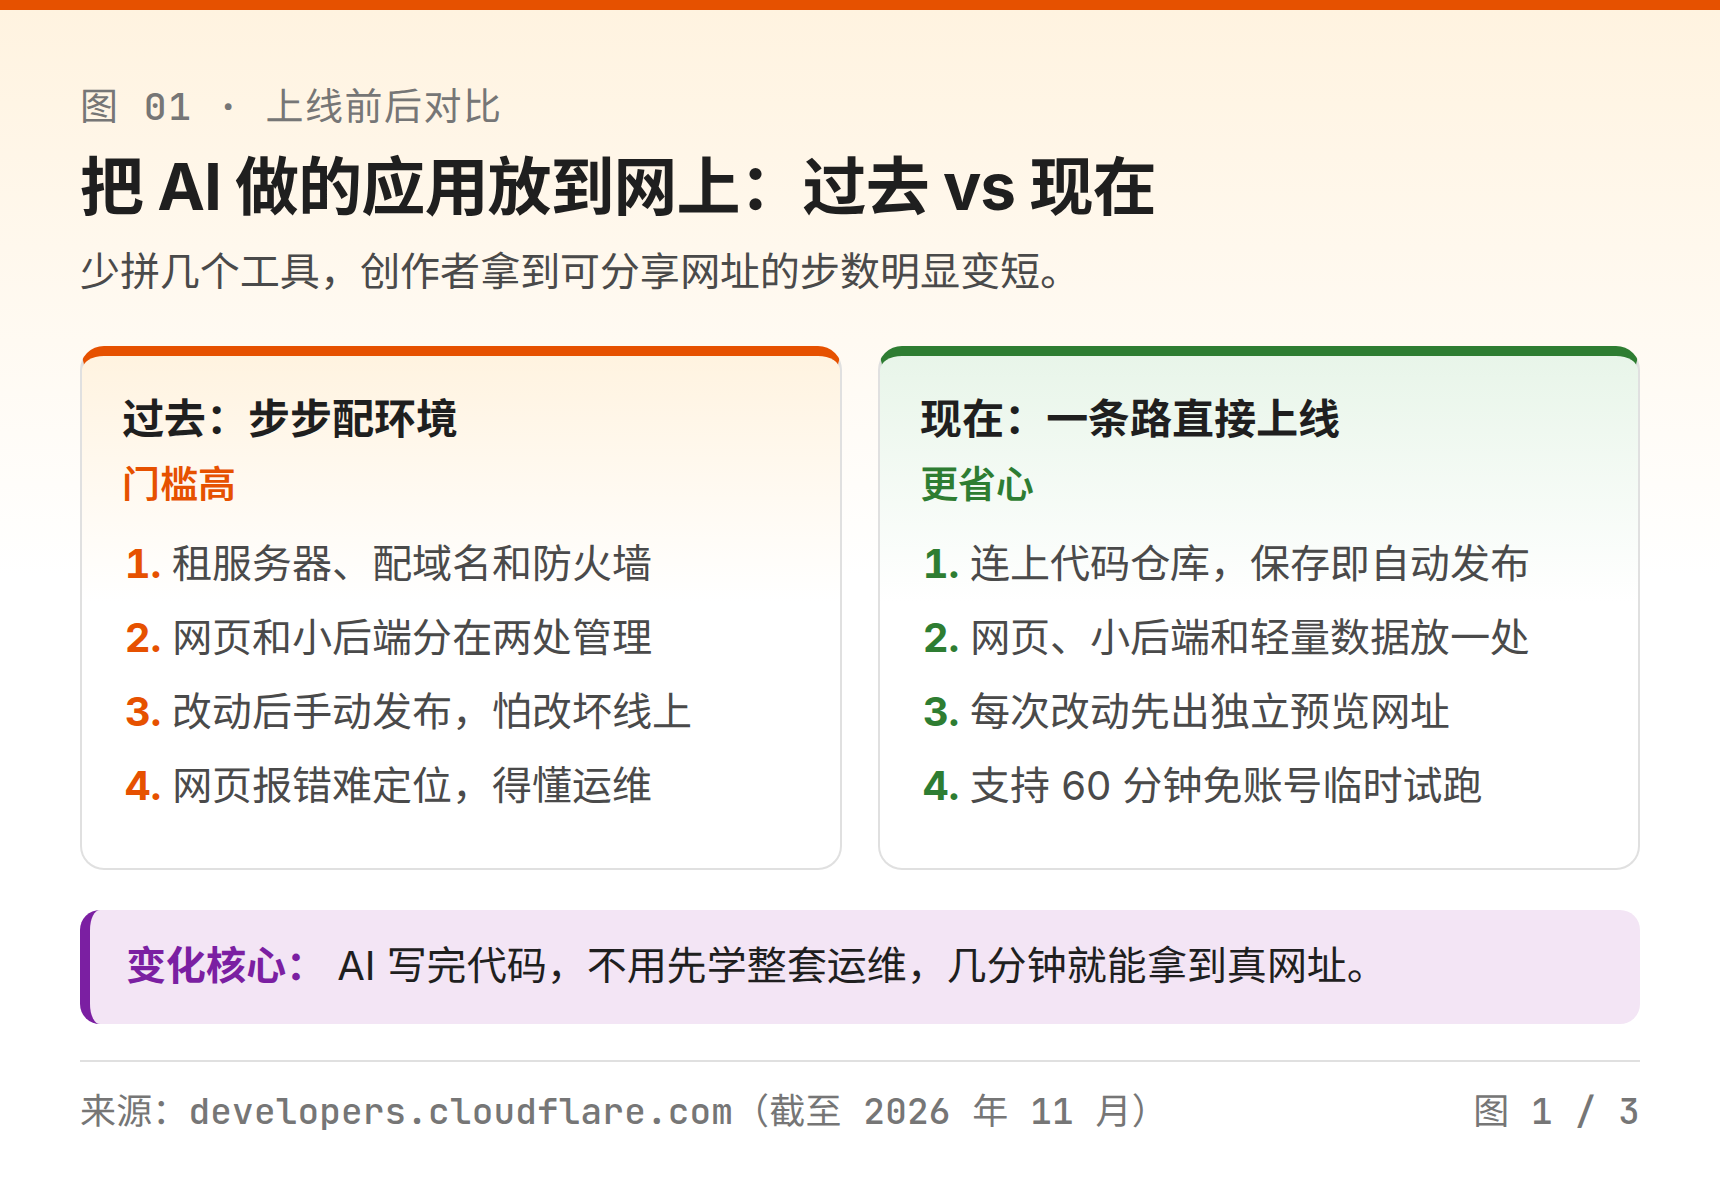 图 01 · 上线前后对比
把 AI 做的应用放到网上：过去 vs 现在
少拼几个工具，创作者拿到可分享网址的步数明显变短。
过去：步步配环境
门槛高
1. 租服务器、配域名和防火墙
2. 网页和小后端分在两处管理
3. 改动后手动发布，怕改坏线上
4. 网页报错难定位，得懂运维
现在：一条路直接上线
更省心
1. 连上代码仓库，保存即自动发布
2. 网页、小后端和轻量数据放一处
3. 每次改动先出独立预览网址
4. 支持 60 分钟免账号临时试跑
变化核心： AI 写完代码，不用先学整套运维，几分钟就能拿到真网址。
来源：developers.cloudflare.com（截至 2026 年 11 月）
图 1 / 3